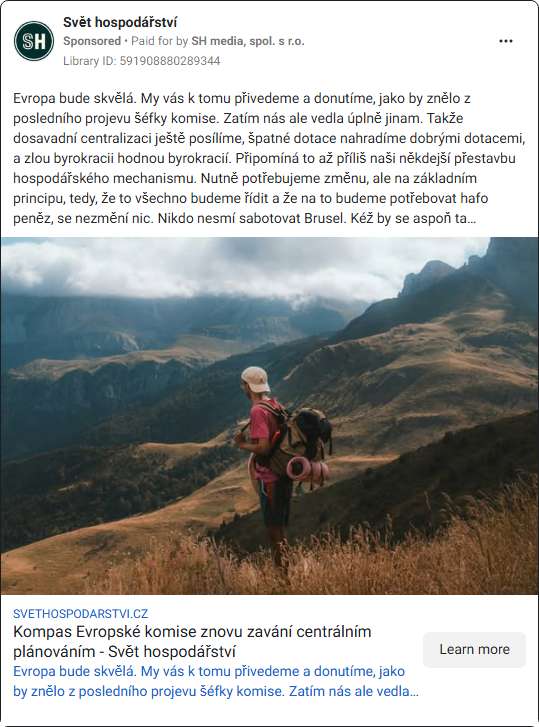 SH
Svět hospodářství
Sponsored • Paid for by SH media, spol. s r.o.
Library ID: 591908880289344
Evropa bude skvělá. My vás k tomu přivedeme a donutíme, jako by znělo z
posledního projevu šéfky komise. Zatím nás ale vedla úplně jinam. Takže
dosavadní centralizaci ještě posílíme, špatné dotace nahradíme dobrými dotacemi,
a zlou byrokracii hodnou byrokracií. Připomíná to až příliš naši někdejší přestavbu
hospodářského mechanismu. Nutně potřebujeme změnu, ale na základním
principu, tedy, že to všechno budeme řídit a že na to budeme potřebovat hafo
peněz, se nezmění nic. Nikdo nesmí sabotovat Brusel. Kéž by se aspoň ta...
SVETHOSPODARSTVI.CZ
Kompas Evropské komise znovu zavání centrálním
plánováním - Svět hospodářství
Learn more
Evropa bude skvělá. My vás k tomu přivedeme a donutíme, jako
by znělo z posledního projevu šéfky komise. Zatím nás ale vedla...